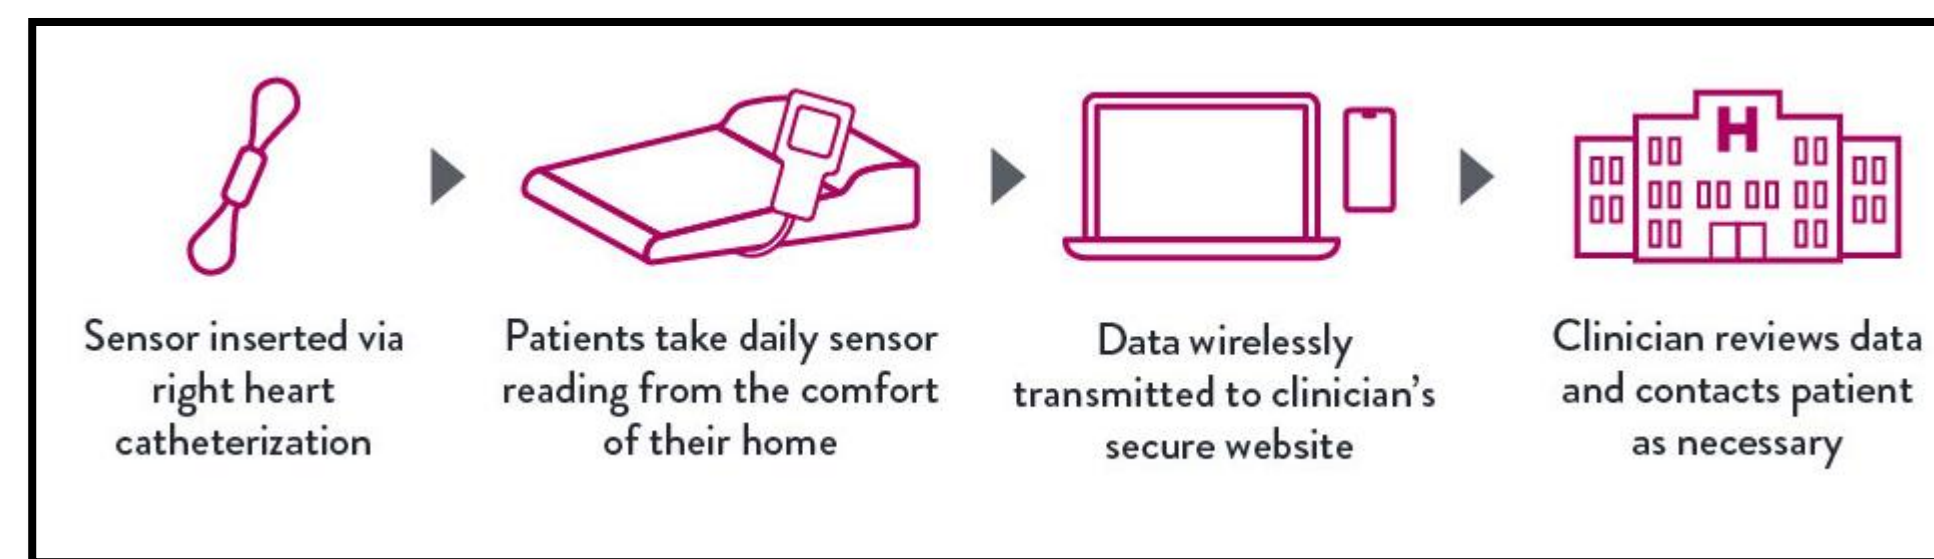 H
Sensor inserted via
right heart
catheterization
Patients take daily sensor
reading from the comfort
of their home
Data wirelessly
transmitted to clinician's
secure website
Clinician reviews data
and contacts patient
as necessary